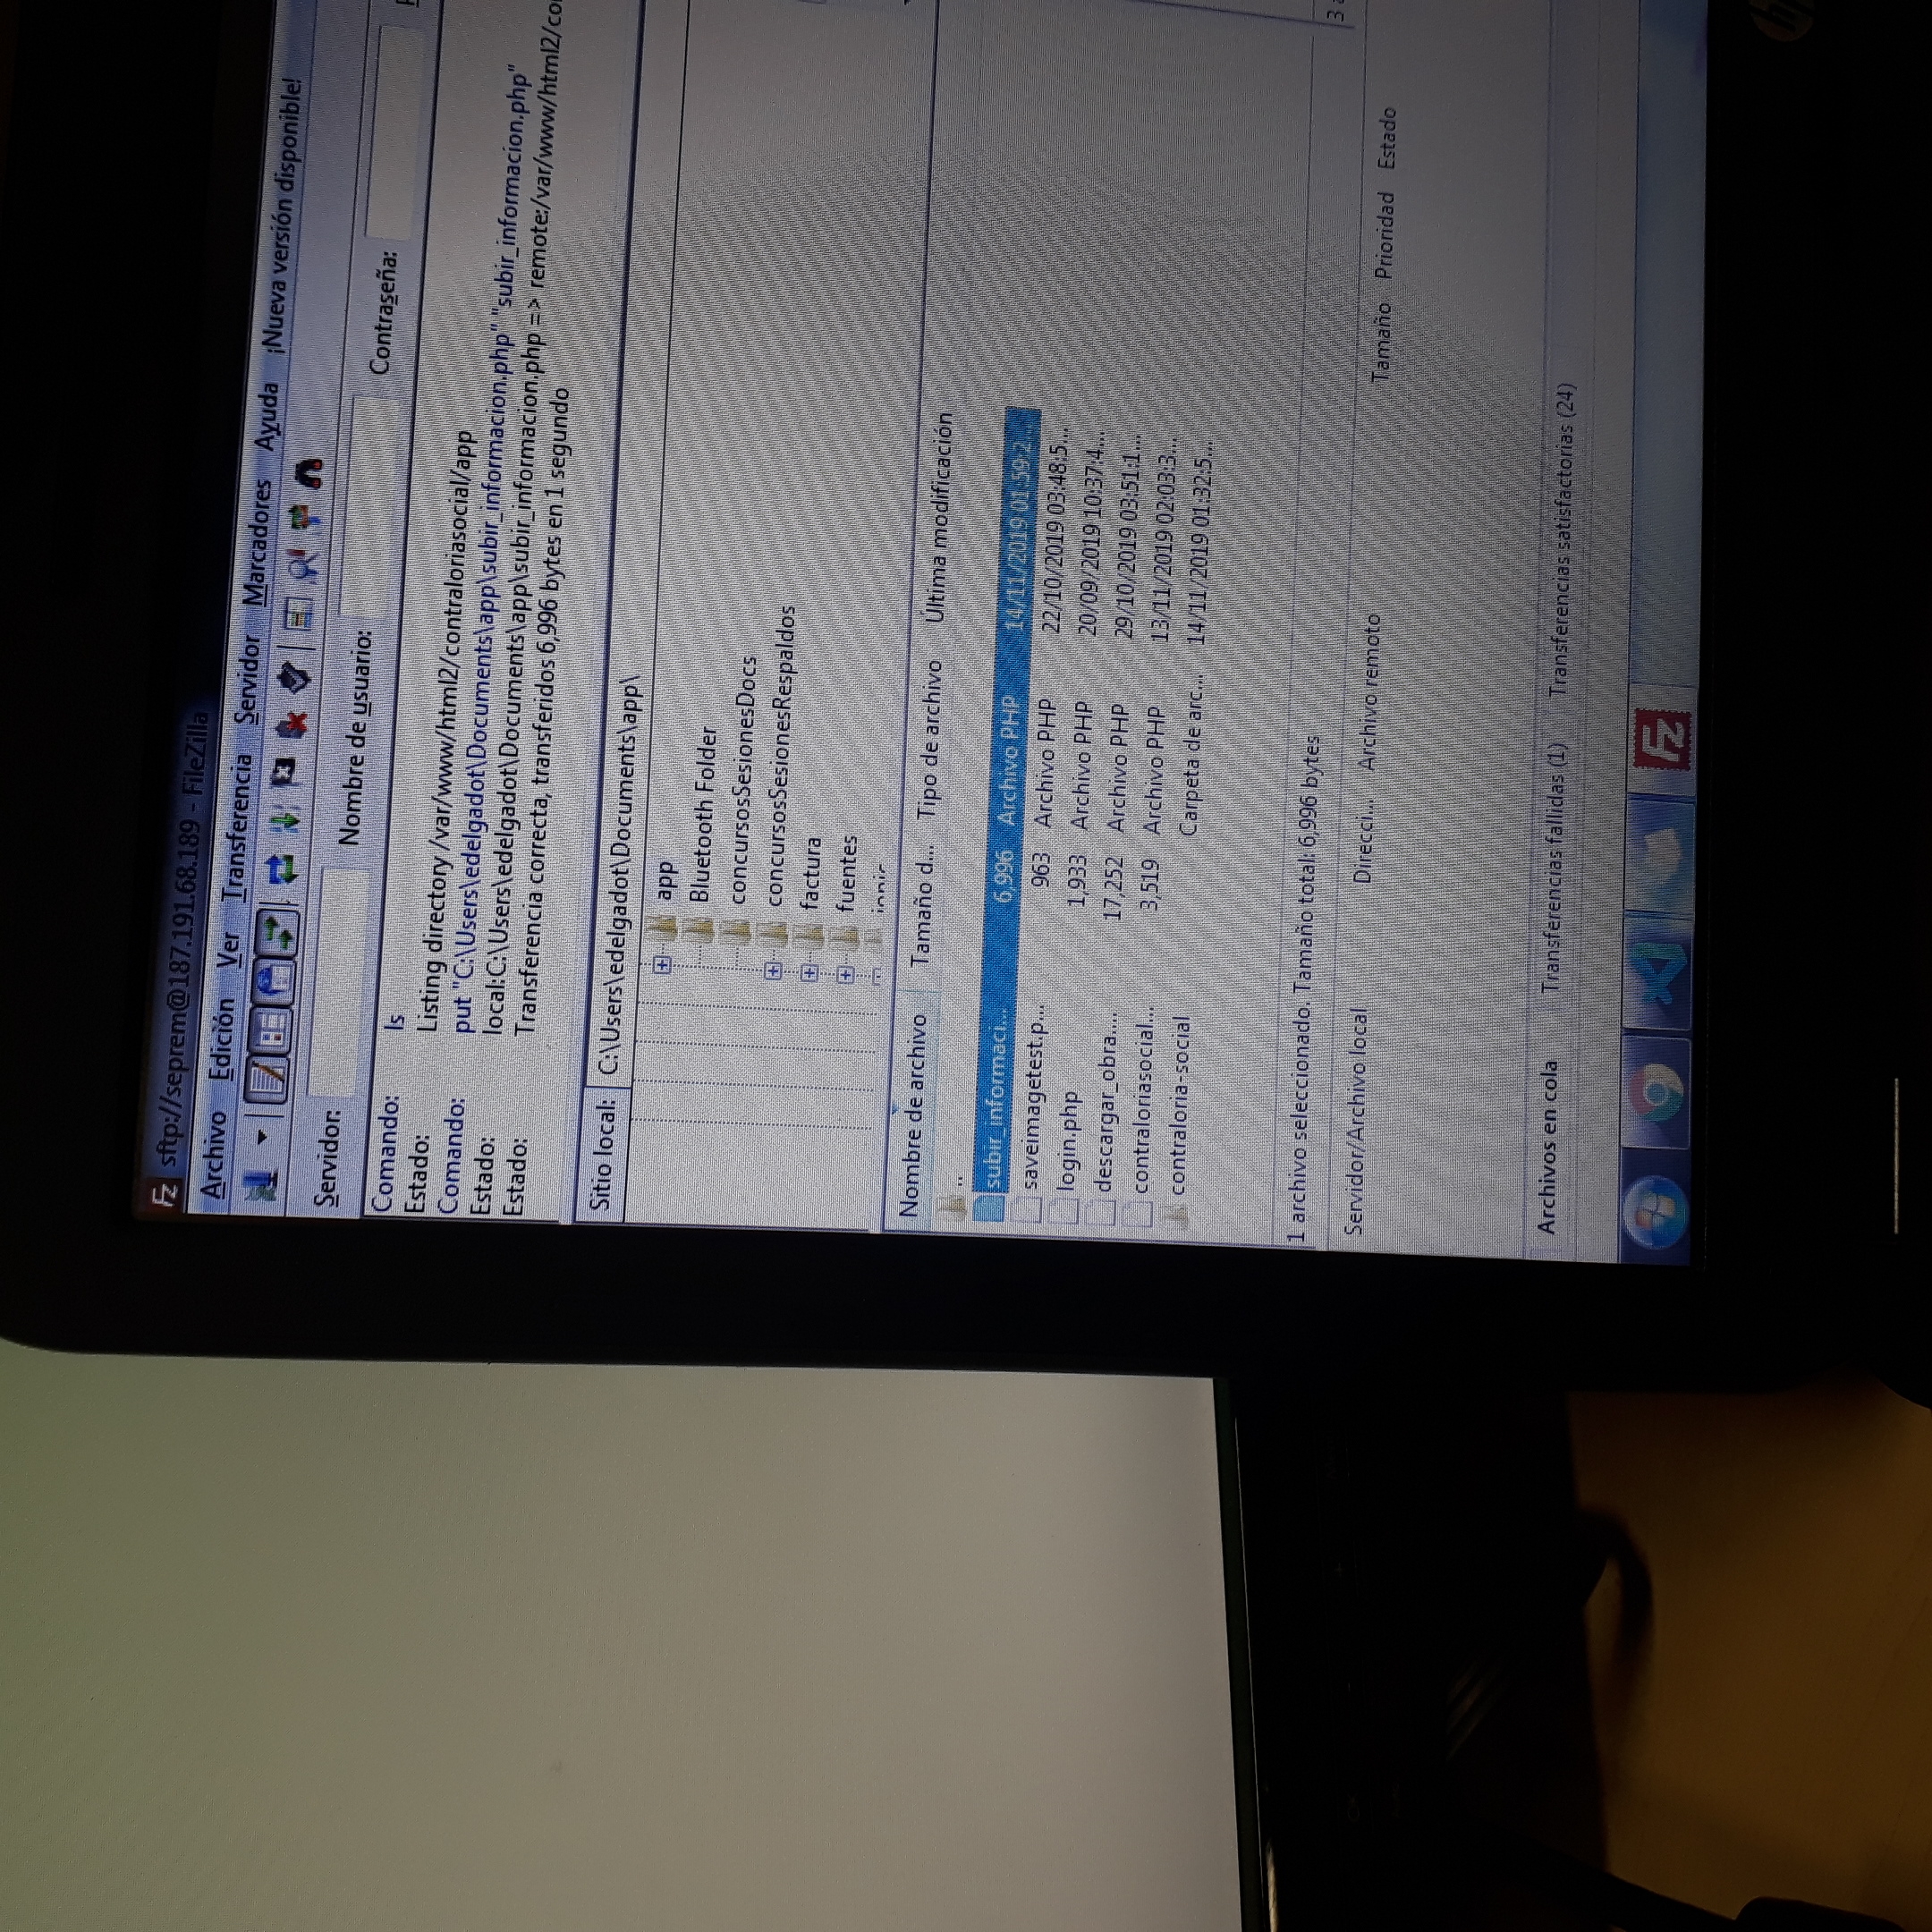 sftp://seprem@187.191.68.189 - FileZilla
Archivo Edición Ver Transferencia Servidor Marcadores Ayuda ¡Nueva versión disponible!
Servidor: Nombre de usuario: Contraseña:
Comando: ls
Estado: Listing directory /var/www/html2/contraloriasocial/app
Comando: put "C:\Users\edelgadot\Documents\app\subir_informacion.php" "subir_informacion.php"
Estado: local:C:\Users\edelgadot\Documents\app\subir_informacion.php => remote:/var/www/html2/co
Estado: Transferencia correcta, transferidos 6,996 bytes en 1 segundo
Sitio local: C:\Users\edelgadot\Documents\app\
app
Bluetooth Folder
concursosSesionesDocs
concursosSesionesRespaldos
factura
fuentes
Nombre de archivo Tamaño d... Tipo de archivo Última modificación
..
subir_informaci... 6,996 Archivo PHP 14/11/2019 01:59:2...
saveimagetest.p... 963 Archivo PHP 22/10/2019 03:48:5...
login.php 1,933 Archivo PHP 20/09/2019 10:37:4...
descargar_obra.... 17,252 Archivo PHP 29/10/2019 03:51:1...
contraloriasocial... 3,519 Archivo PHP 13/11/2019 02:03:3...
contraloria-social Carpeta de arc... 14/11/2019 01:32:5...
1 archivo seleccionado. Tamaño total: 6,996 bytes
Servidor/Archivo local Direcci... Archivo remoto Tamaño Prioridad Estado
Archivos en cola Transferencias fallidas (1) Transferencias satisfactorias (24)
hp